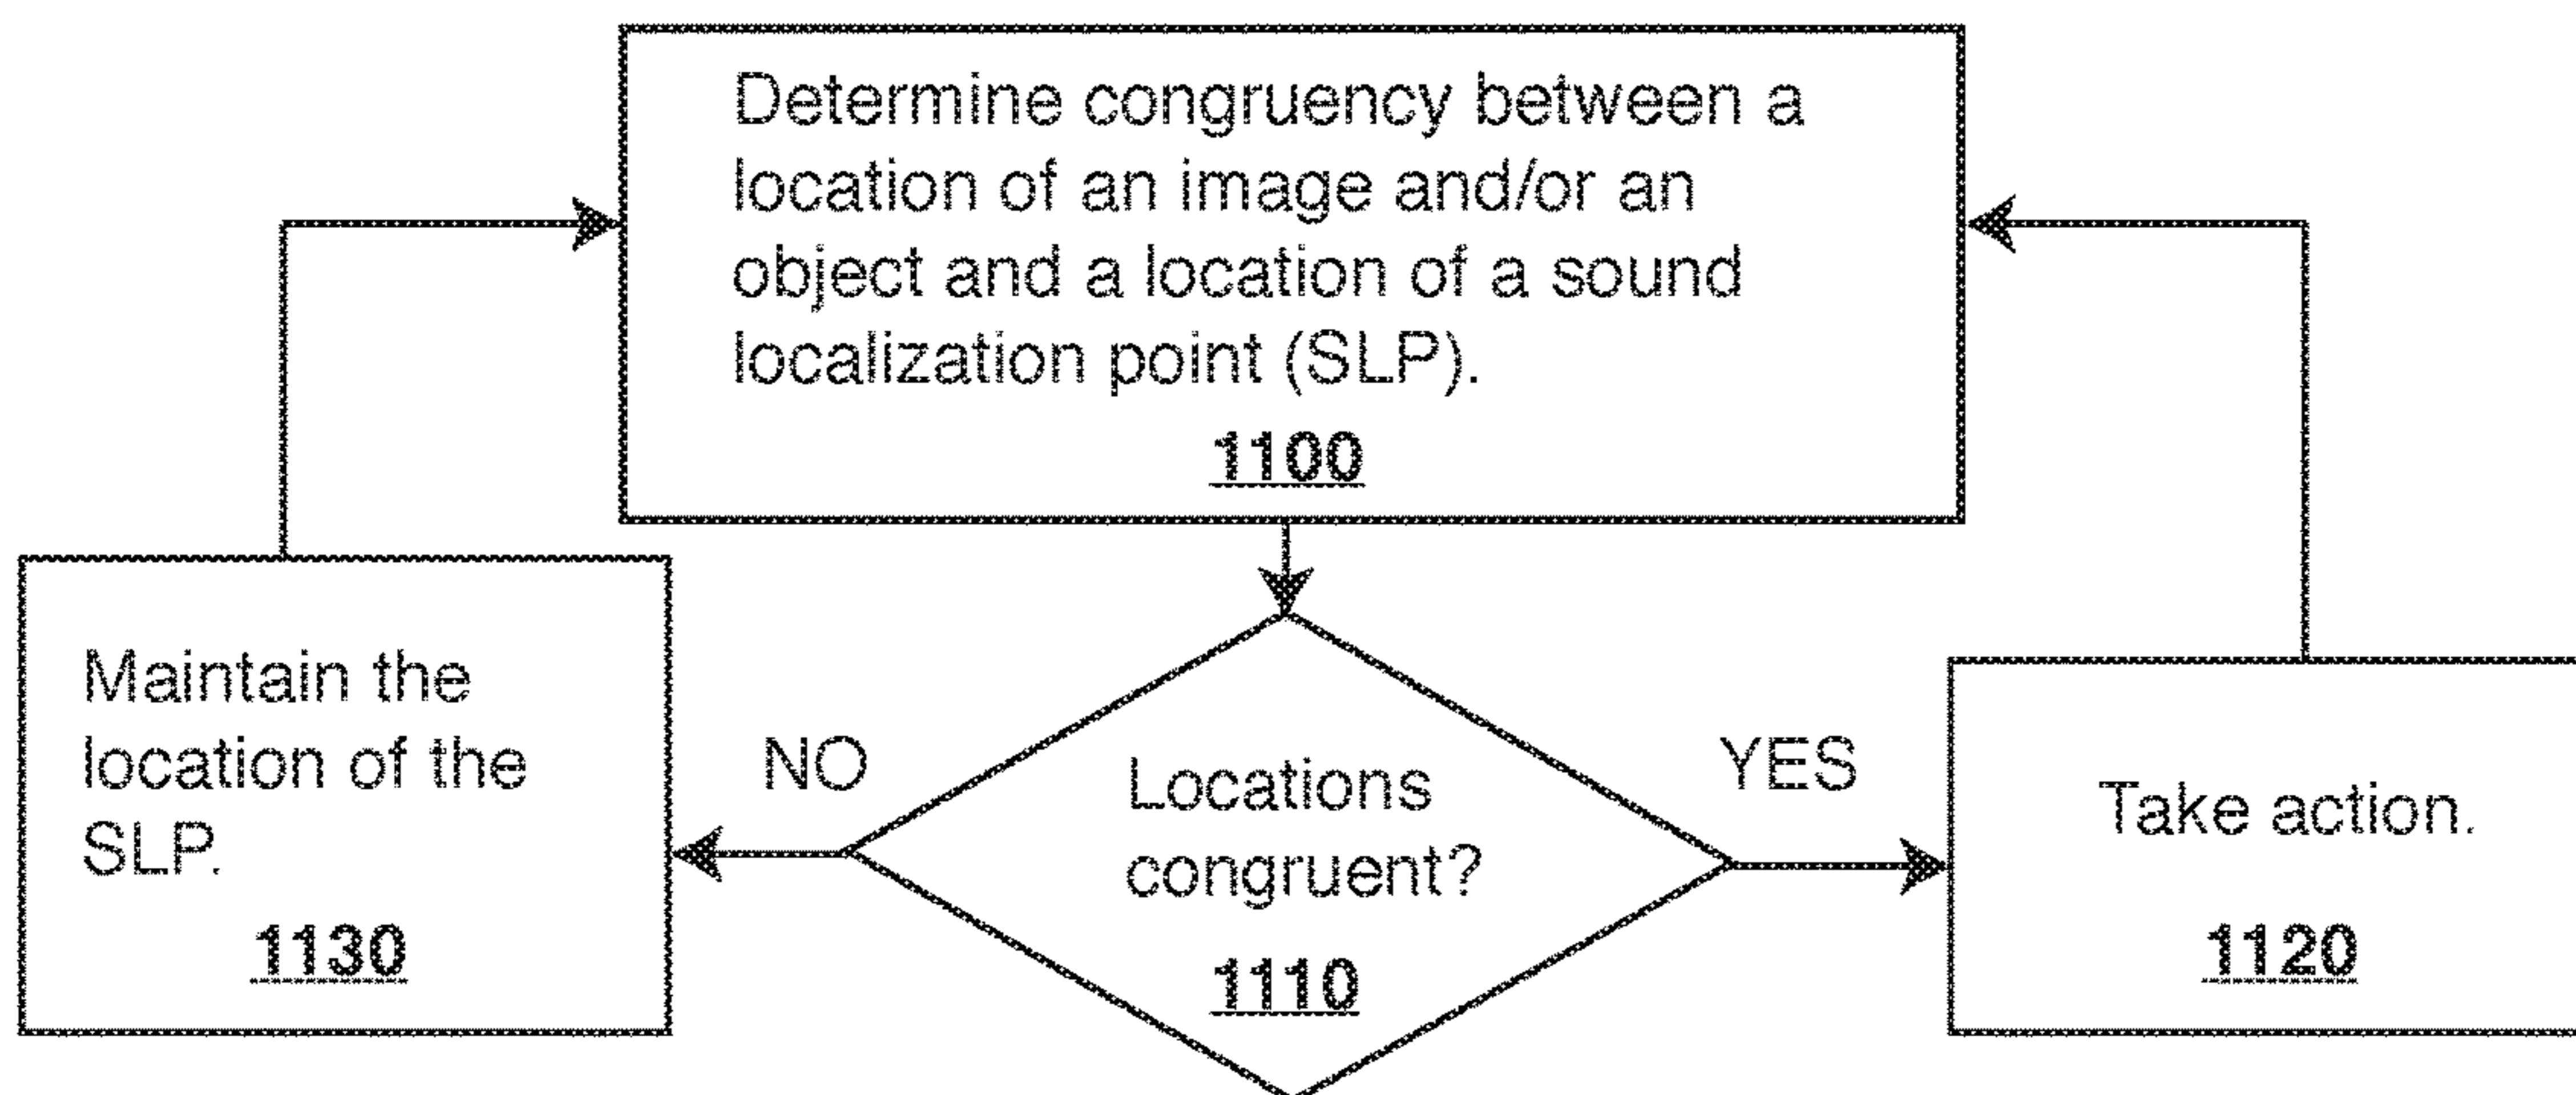 Determine congruency between a
location of an image and/or an
object and a location of a sound
localization point (SLP).
1100
Maintain the
location of the
SLP.
1130
NO
Locations
congruent?
1110
YES
Take action.
1120